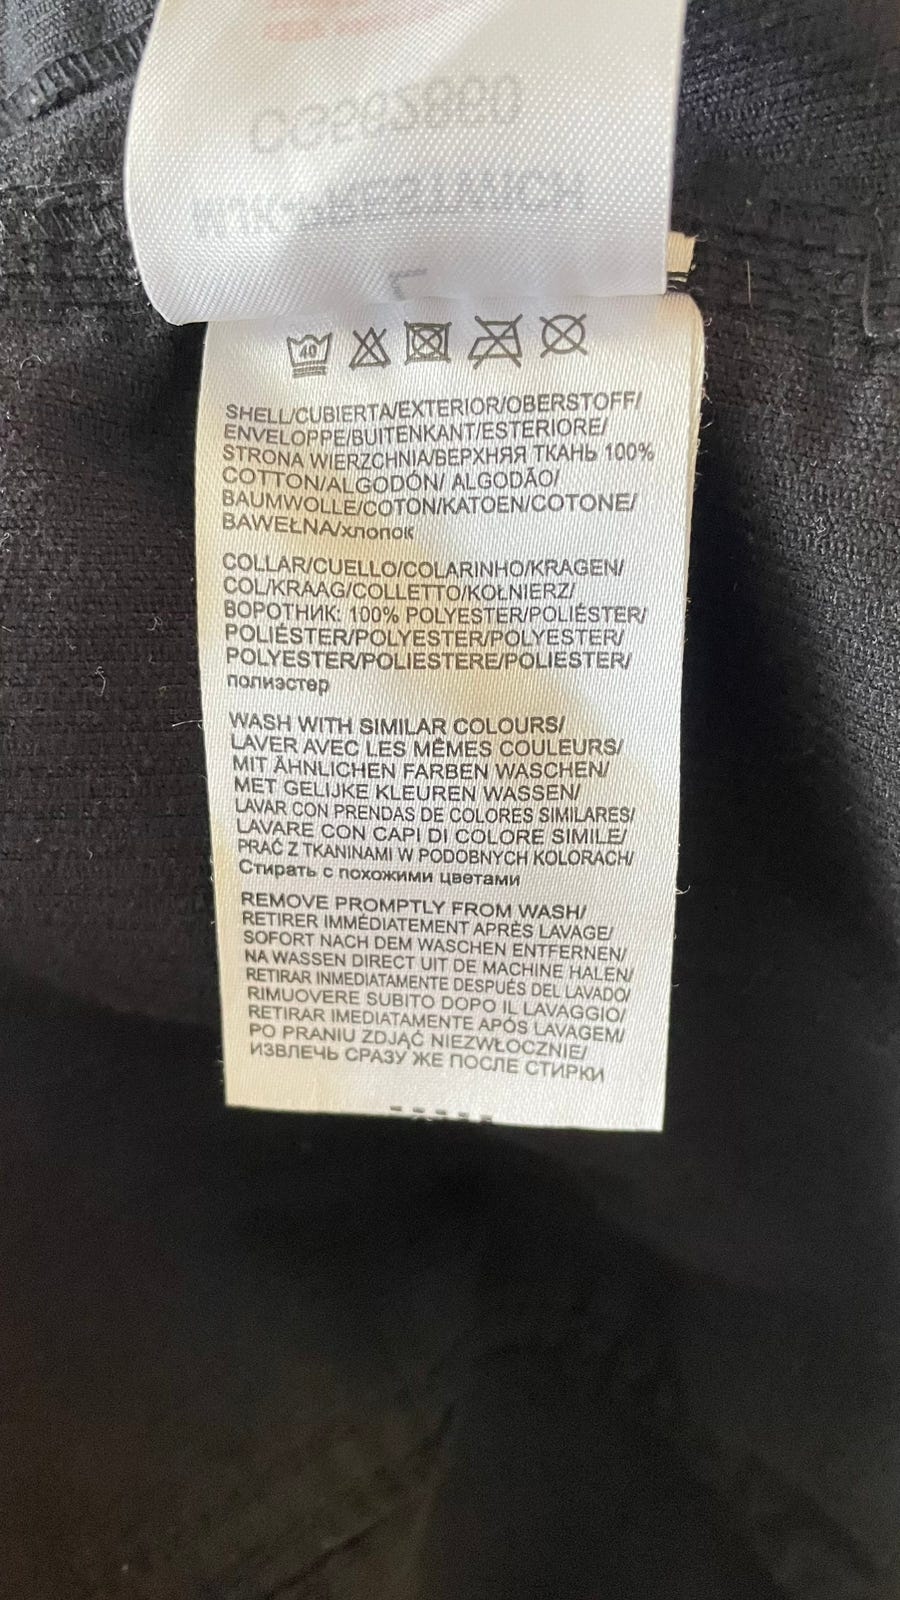 40
SHELL/CUBIERTA/EXTERIOR/OBERSTOFF/
ENVELOPPE/BUITENKANT/ESTERIORE/
STRONA WIERZCHNIA/ВЕРХНЯЯ ТКАНЬ 100%
COTTON/ALGODÓN/ ALGODÃO/
BAUMWOLLE/COTON/KATOEN/COTONE/
BAWEŁNA/хлопок
COLLAR/CUELLO/COLARINHO/KRAGEN/
COL/KRAAG/COLLETTO/KOŁNIERZ/
ВОРОТНИК: 100% POLYESTER/POLIÉSTER/
POLIÉSTER/POLYESTER/POLYESTER/
POLYESTER/POLIESTERE/POLIESTER/
полиэстер
WASH WITH SIMILAR COLOURS/
LAVER AVEC LES MÊMES COULEURS/
MIT ÄHNLICHEN FARBEN WASCHEN/
MET GELIJKE KLEUREN WASSEN/
LAVAR CON PRENDAS DE COLORES SIMILARES/
LAVARE CON CAPI DI COLORE SIMILE/
PRAĆ Z TKANINAMI W PODOBNYCH KOLORACH/
Стирать с похожими цветами
REMOVE PROMPTLY FROM WASH/
RETIRER IMMÉDIATEMENT APRÈS LAVAGE/
SOFORT NACH DEM WASCHEN ENTFERNEN/
NA WASSEN DIRECT UIT DE MACHINE HALEN/
RETIRAR INMEDIATAMENTE DESPUÉS DEL LAVADO/
RIMUOVERE SUBITO DOPO IL LAVAGGIO/
RETIRAR IMEDIATAMENTE APÓS LAVAGEM/
PO PRANIU ZDJĄĆ NIEZWŁOCZNIE/
ИЗВЛЕЧЬ СРАЗУ ЖЕ ПОСЛЕ СТИРКИ